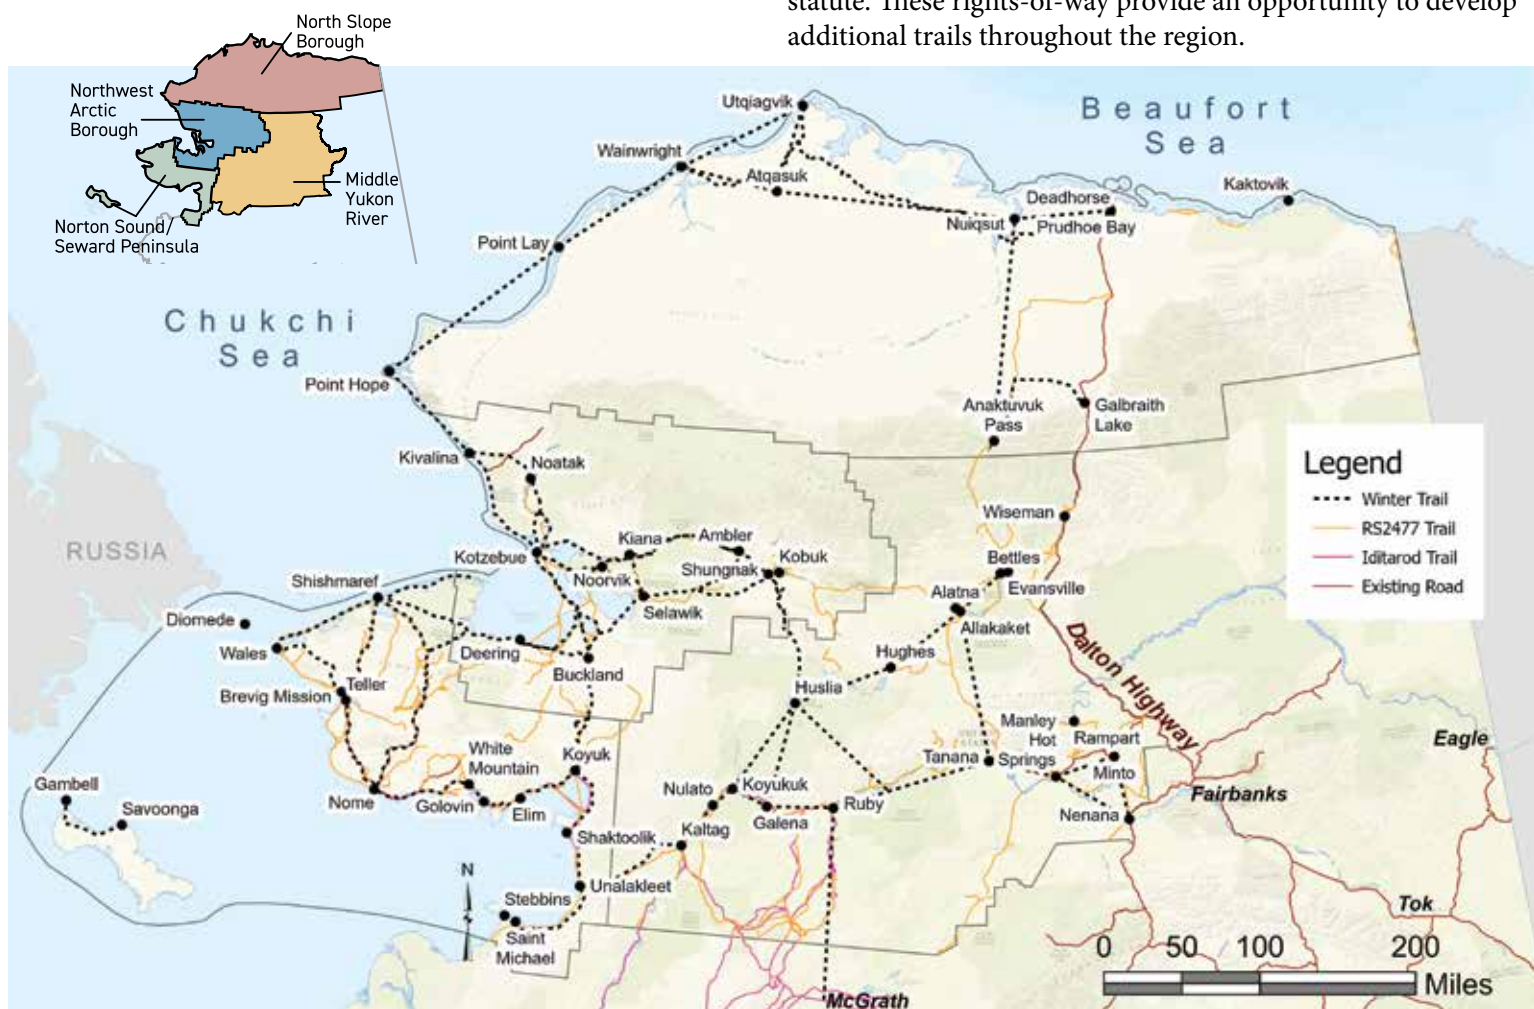 statute. These rights-of-way provide an opportunity to develop
additional trails throughout the region.
North Slope
Borough
Northwest
Arctic
Borough
Middle
Yukon
River
Norton Sound/
Seward Peninsula
Beaufort
Sea
Chukchi
Sea
RUSSIA
Utqiagvik
Wainwright
Atqasuk
Kaktovik
Deadhorse
Nuiqsut
Prudhoe Bay
Point Lay
Point Hope
Anaktuvuk
Pass
Galbraith
Lake
Kivalina
Noatak
Wiseman
Kotzebue
Kiana
Ambler
Kobuk
Shungnak
Noorvik
Selawik
Bettles
Evansville
Alatna
Allakaket
Shishmaref
Diomede
Wales
Deering
Buckland
Hughes
Huslia
Brevig Mission
Teller
Dalton Highway
Manley
Hot
Springs
Rampart
Tanana
Minto
Eagle
White
Mountain
Koyuk
Nulato
Koyukuk
Ruby
Galena
Kaltag
Nenana
Fairbanks
Gambell
Savoonga
Nome
Golovin
Elim
Shaktoolik
Unalakleet
Stebbins
Saint
Michael
Tok
McGrath
N
Legend
Winter Trail
RS2477 Trail
Iditarod Trail
Existing Road
0 50 100 200
Miles